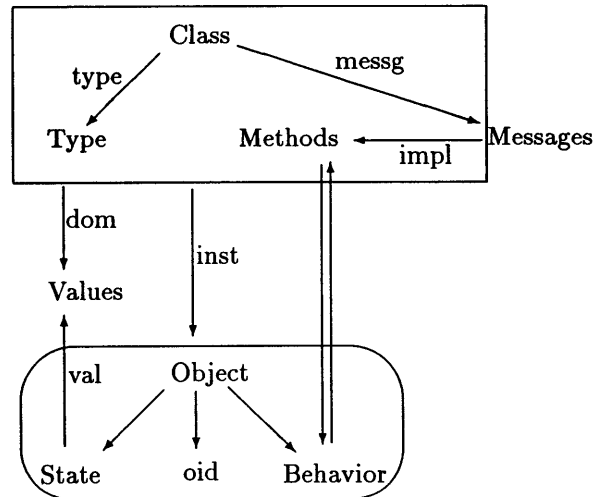 Class
type
messg
Type
Methods
Messages
impl
dom
inst
Values
val
Object
State
oid
Behavior